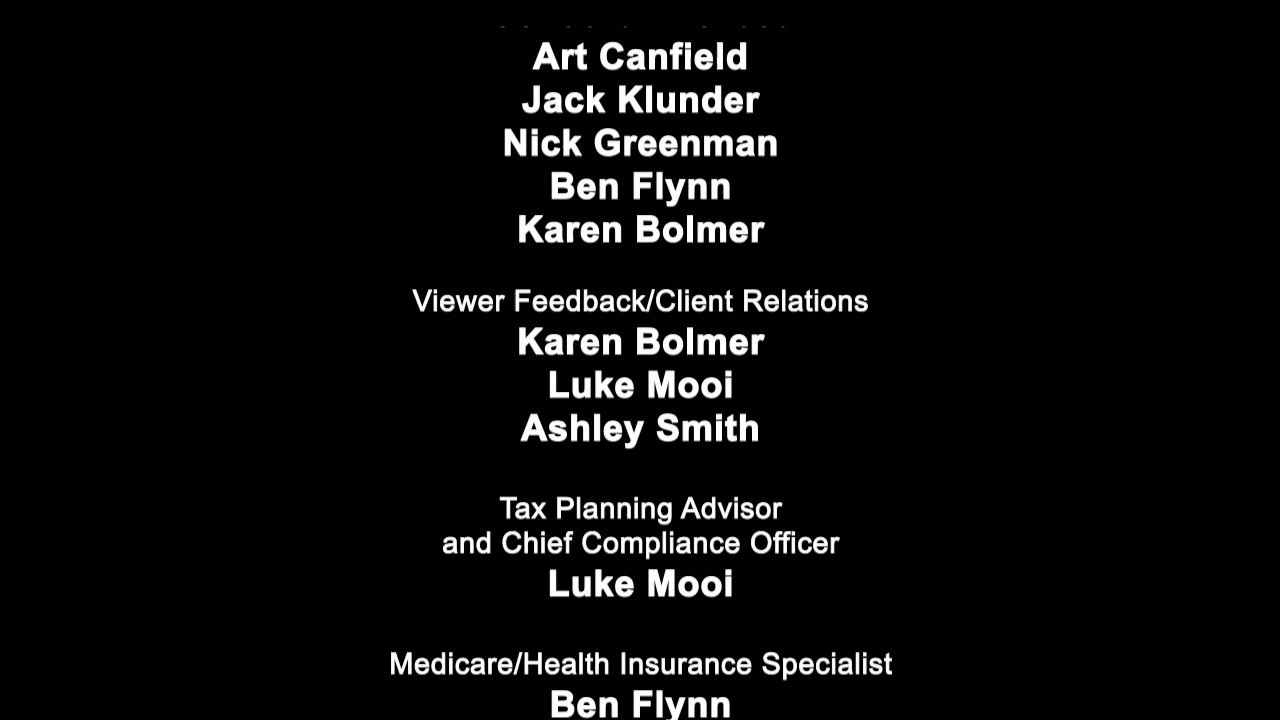 Art Canfield
Jack Klunder
Nick Greenman
Ben Flynn
Karen Bolmer
Viewer Feedback/Client Relations
Karen Bolmer
Luke Mooi
Ashley Smith
Tax Planning Advisor
and Chief Compliance Officer
Luke Mooi
Medicare/Health Insurance Specialist
Ben Flynn